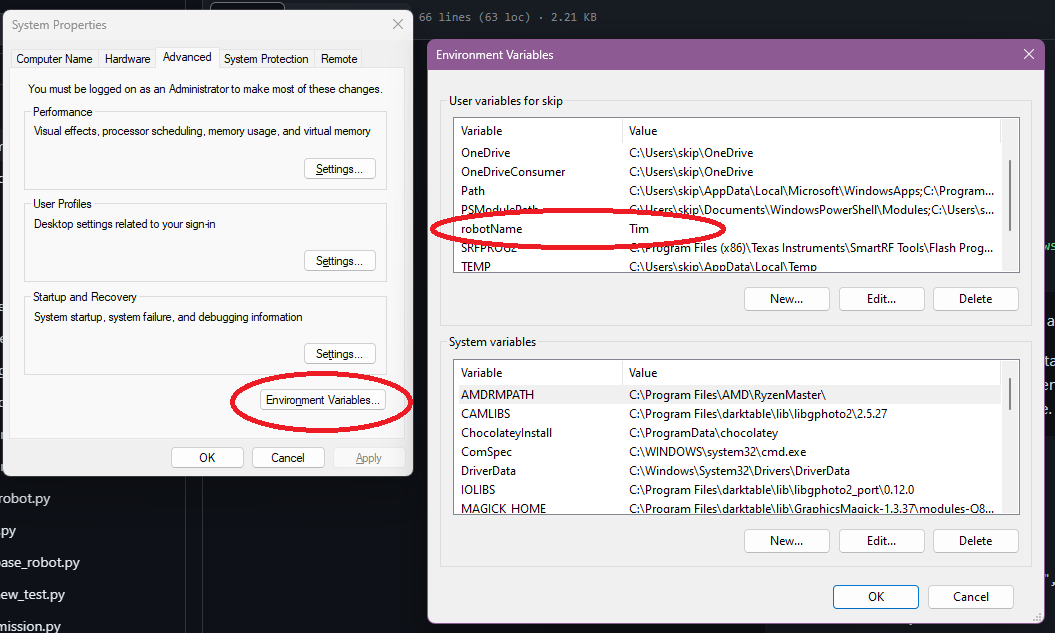 66 lines (63 loc) · 2.21 KB
System Properties
Computer Name Hardware Advanced System Protection Remote
You must be logged on as an Administrator to make most of these changes.
Performance
Visual effects, processor scheduling, memory usage, and virtual memory
Settings...
User Profiles
Desktop settings related to your sign-in
Settings...
Startup and Recovery
System startup, system failure, and debugging information
Settings...
Environment Variables...
OK Cancel Apply
robot.py
.py
base_robot.py
ew_test.py
mission.py
Environment Variables
User variables for skip
Variable Value
OneDrive C:\Users\skip\OneDrive
OneDriveConsumer C:\Users\skip\OneDrive
Path C:\Users\skip\AppData\Local\Microsoft\WindowsApps;C:\Program...
PSModulePath C:\Users\skip\Documents\WindowsPowerShell\Modules;C:\Users\s...
robotName Tim
SRFPROG2 C:\Program Files (x86)\Texas Instruments\SmartRF Tools\Flash Prog...
TEMP C:\Users\skip\AppData\Local\Temp
New... Edit... Delete
System variables
Variable Value
AMDRMPATH C:\Program Files\AMD\RyzenMaster\
CAMLIBS C:\Program Files\darktable\lib\libgphoto2\2.5.27
ChocolateyInstall C:\ProgramData\chocolatey
ComSpec C:\WINDOWS\system32\cmd.exe
DriverData C:\Windows\System32\Drivers\DriverData
IOLIBS C:\Program Files\darktable\lib\libgphoto2_port\0.12.0
MAGICK_HOME C:\Program Files\darktable\lib\GraphicsMagick-1.3.37\modules-Q8...
New... Edit... Delete
OK Cancel